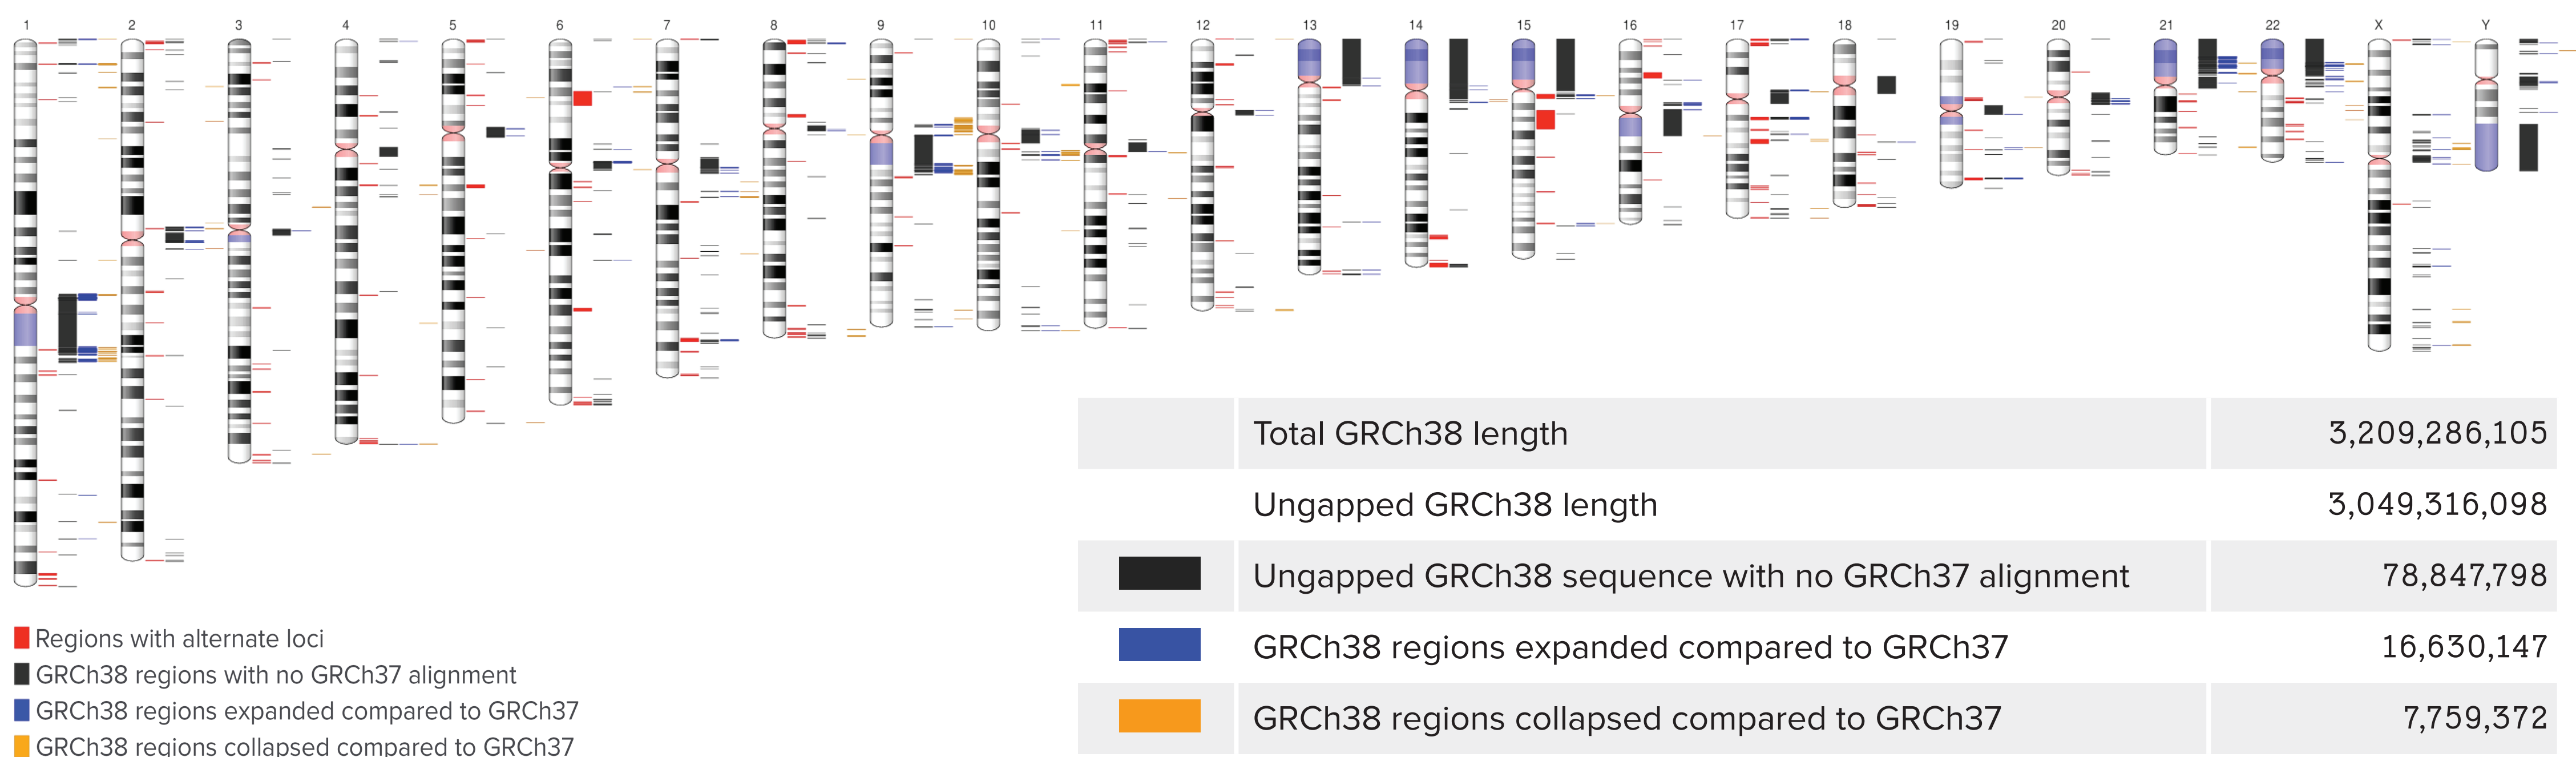 1 2 3 4 5 6 7 8 9 10 11 12 13 14 15 16 17 18 19 20 21 22 X Y
Total GRCh38 length 3,209,286,105
Ungapped GRCh38 length 3,049,316,098
Ungapped GRCh38 sequence with no GRCh37 alignment 78,847,798
GRCh38 regions expanded compared to GRCh37 16,630,147
GRCh38 regions collapsed compared to GRCh37 7,759,372
Regions with alternate loci
GRCh38 regions with no GRCh37 alignment
GRCh38 regions expanded compared to GRCh37
GRCh38 regions collapsed compared to GRCh37